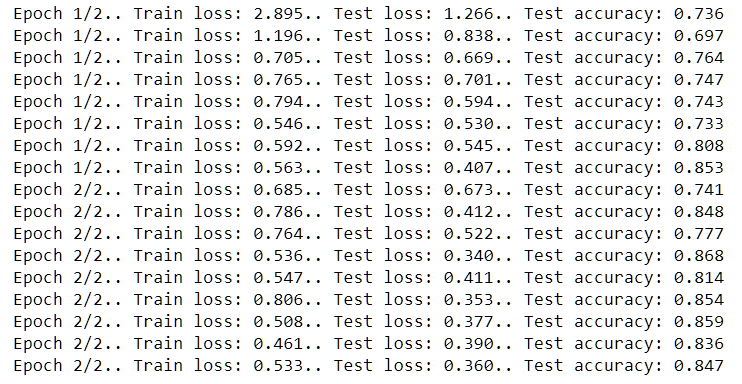 Epoch 1/2.. Train loss: 2.895.. Test loss: 1.266.. Test accuracy: 0.736
Epoch 1/2.. Train loss: 1.196.. Test loss: 0.838.. Test accuracy: 0.697
Epoch 1/2.. Train loss: 0.705.. Test loss: 0.669.. Test accuracy: 0.764
Epoch 1/2.. Train loss: 0.765.. Test loss: 0.701.. Test accuracy: 0.747
Epoch 1/2.. Train loss: 0.794.. Test loss: 0.594.. Test accuracy: 0.743
Epoch 1/2.. Train loss: 0.546.. Test loss: 0.530.. Test accuracy: 0.733
Epoch 1/2.. Train loss: 0.592.. Test loss: 0.545.. Test accuracy: 0.808
Epoch 1/2.. Train loss: 0.563.. Test loss: 0.407.. Test accuracy: 0.853
Epoch 2/2.. Train loss: 0.685.. Test loss: 0.673.. Test accuracy: 0.741
Epoch 2/2.. Train loss: 0.786.. Test loss: 0.412.. Test accuracy: 0.848
Epoch 2/2.. Train loss: 0.764.. Test loss: 0.522.. Test accuracy: 0.777
Epoch 2/2.. Train loss: 0.536.. Test loss: 0.340.. Test accuracy: 0.868
Epoch 2/2.. Train loss: 0.547.. Test loss: 0.411.. Test accuracy: 0.814
Epoch 2/2.. Train loss: 0.806.. Test loss: 0.353.. Test accuracy: 0.854
Epoch 2/2.. Train loss: 0.508.. Test loss: 0.377.. Test accuracy: 0.859
Epoch 2/2.. Train loss: 0.461.. Test loss: 0.390.. Test accuracy: 0.836
Epoch 2/2.. Train loss: 0.533.. Test loss: 0.360.. Test accuracy: 0.847